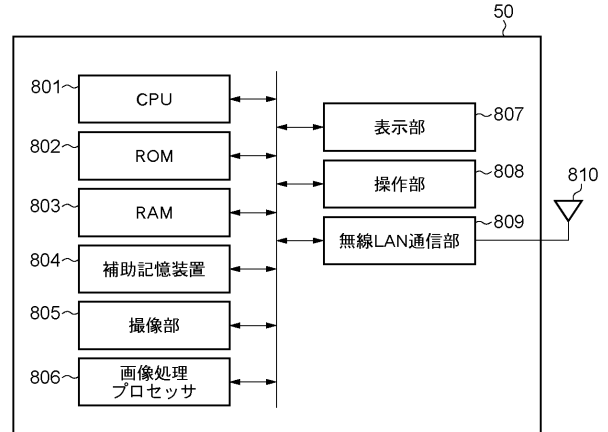 50
801
CPU
802
ROM
803
RAM
804
補助記憶装置
805
撮像部
806
画像処理
プロセッサ
表示部
807
操作部
808
無線LAN通信部
809
810